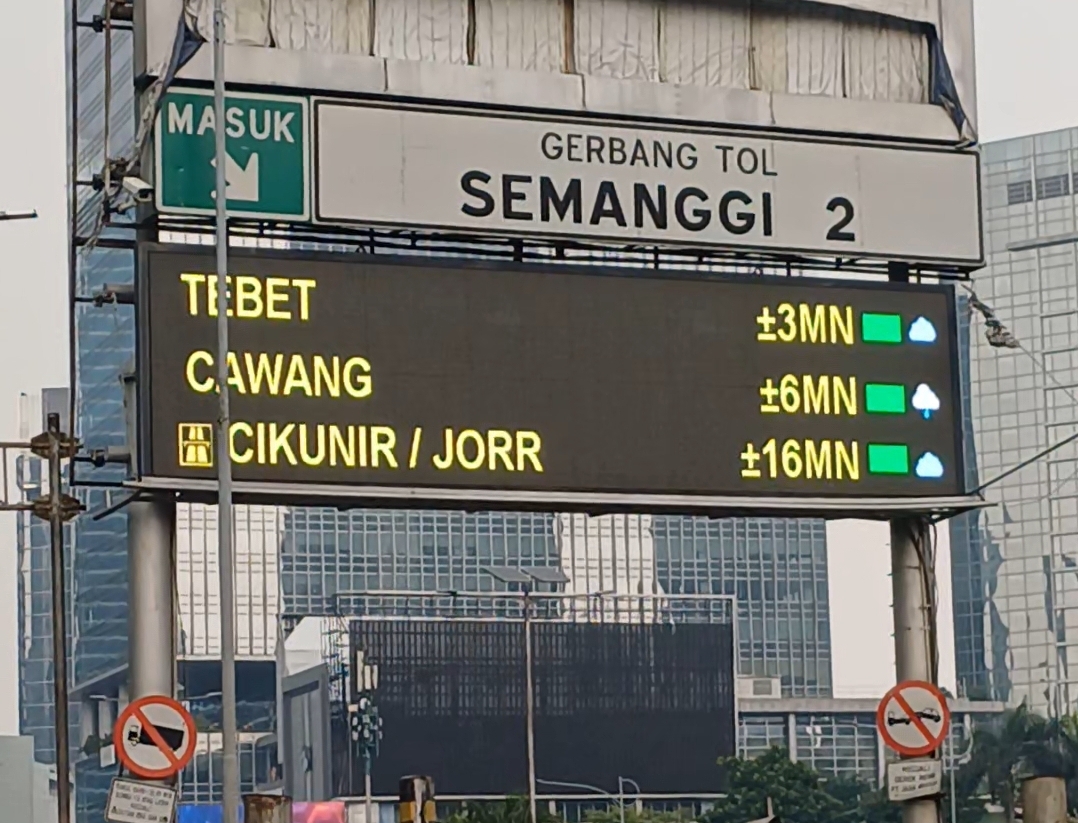 MASUK
GERBANG TOL
SEMANGGI 2
TEBET ±3MN
CAWANG ±6MN
CIKUNIR / JORR ±16MN